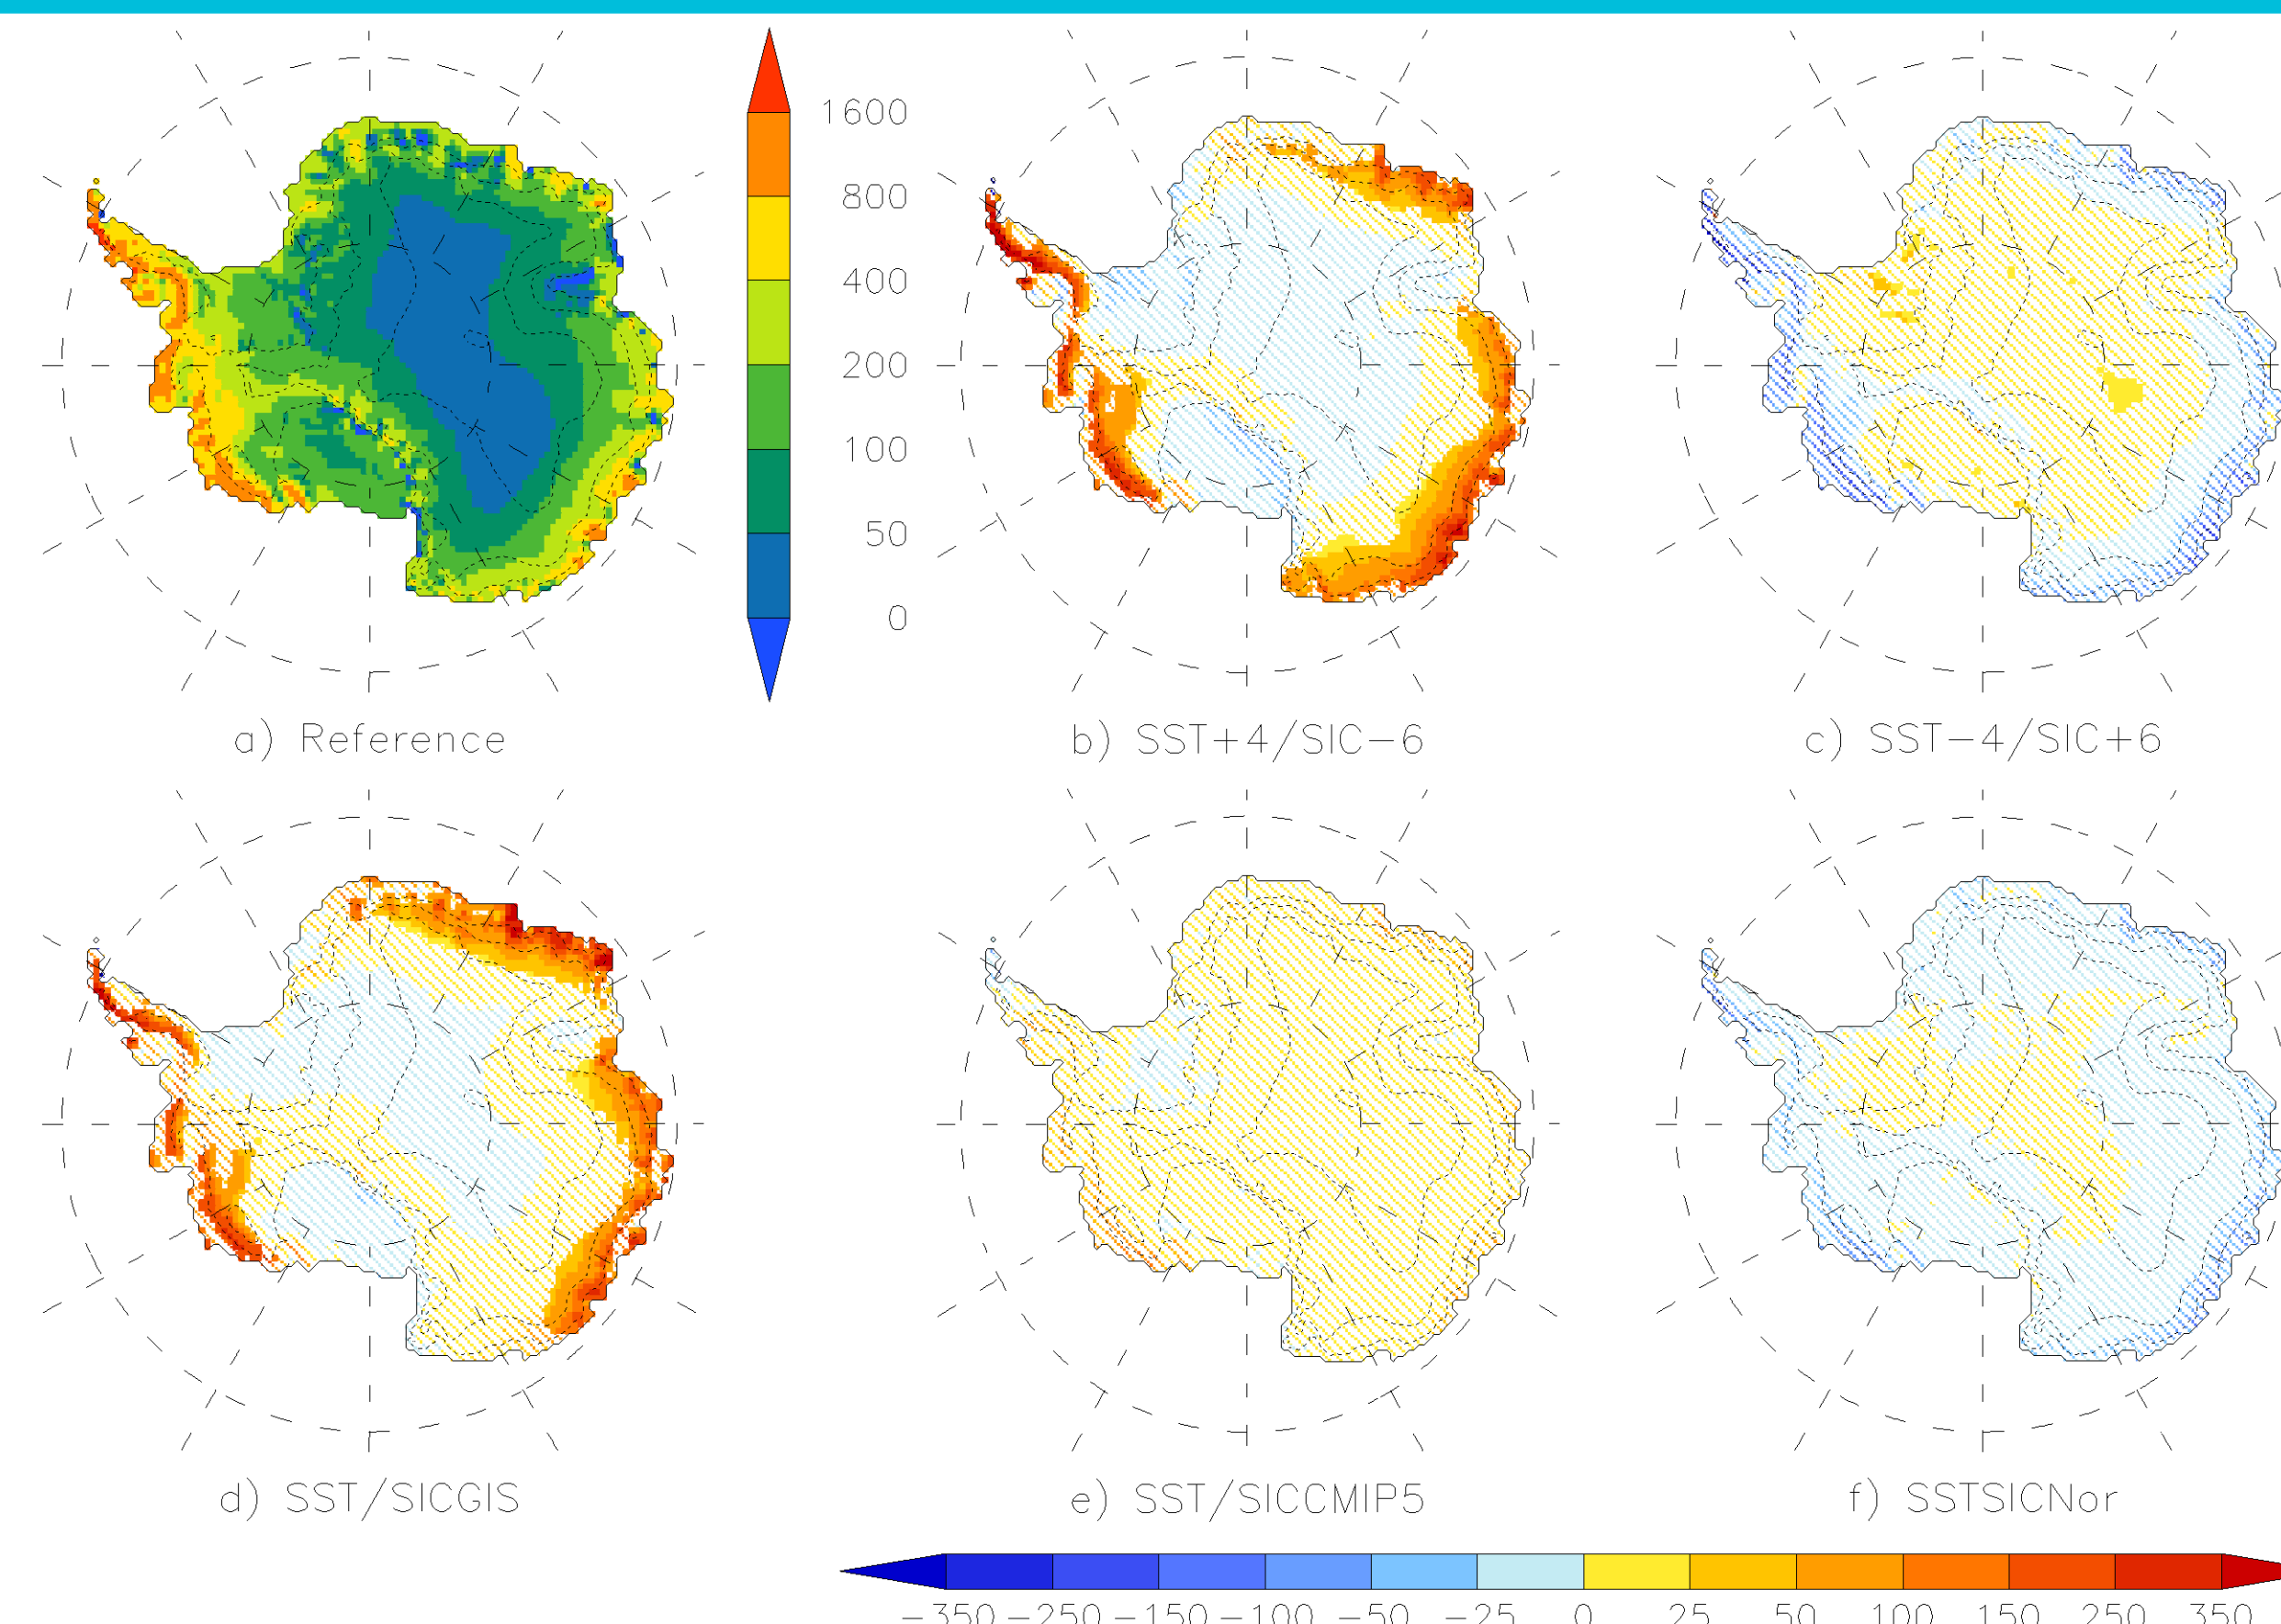 1600
800
400
200
100
50
0
a) Reference
b) SST+4/SIC−6
c) SST−4/SIC+6
d) SST/SICGIS
e) SST/SICCMIP5
f) SSTSICNor
−350 −250 −150 −100 −50 −25 0 25 50 100 150 250 350